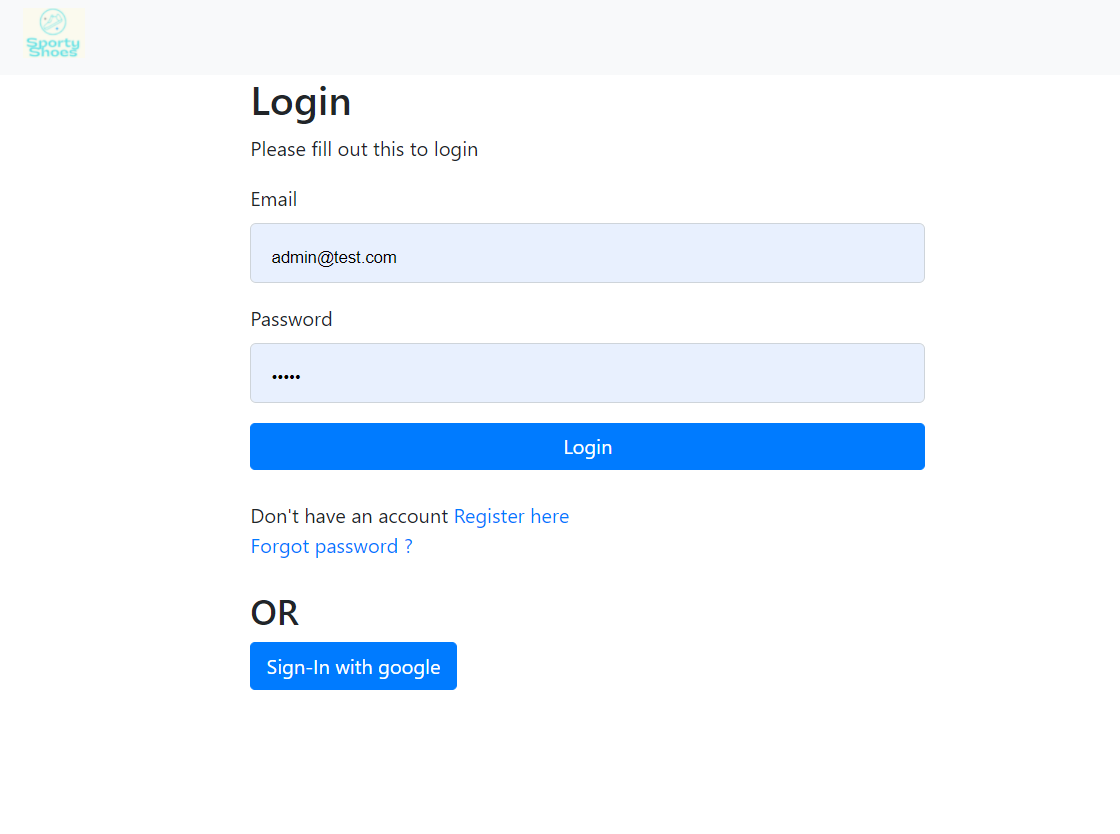 Sporty
Shoes
Login
Please fill out this to login
Email
admin@test.com
Password
•••••
Login
Don't have an account Register here
Forgot password ?
OR
Sign-In with google